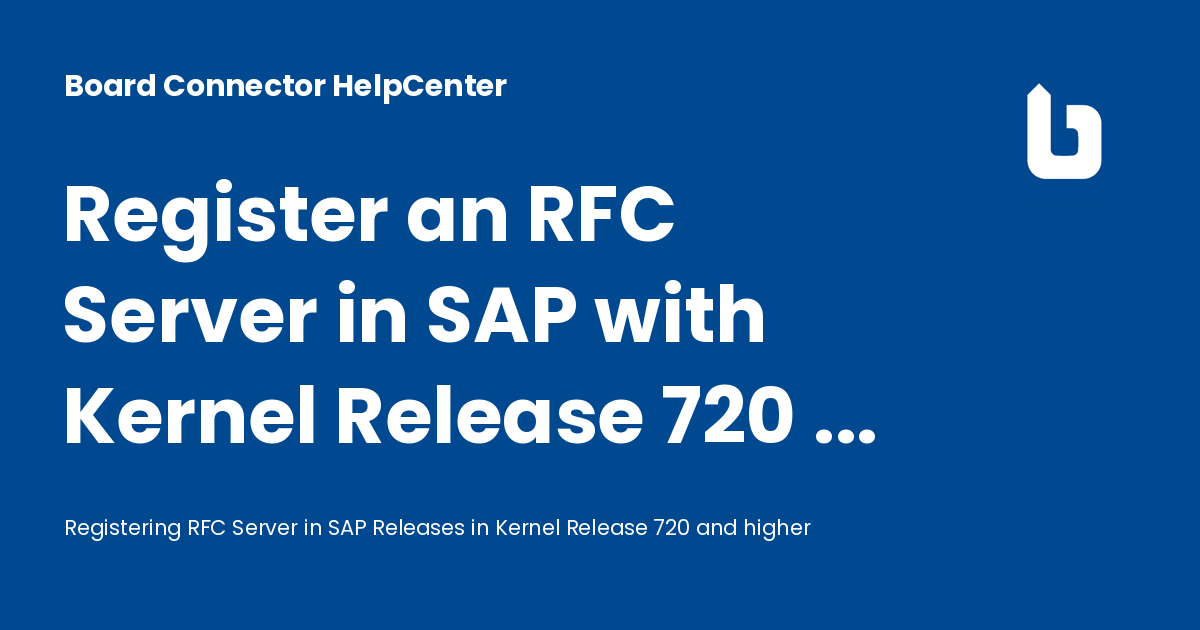 Board Connector HelpCenter
Register an RFC
Server in SAP with
Kernel Release 720 ...
Registering RFC Server in SAP Releases in Kernel Release 720 and higher